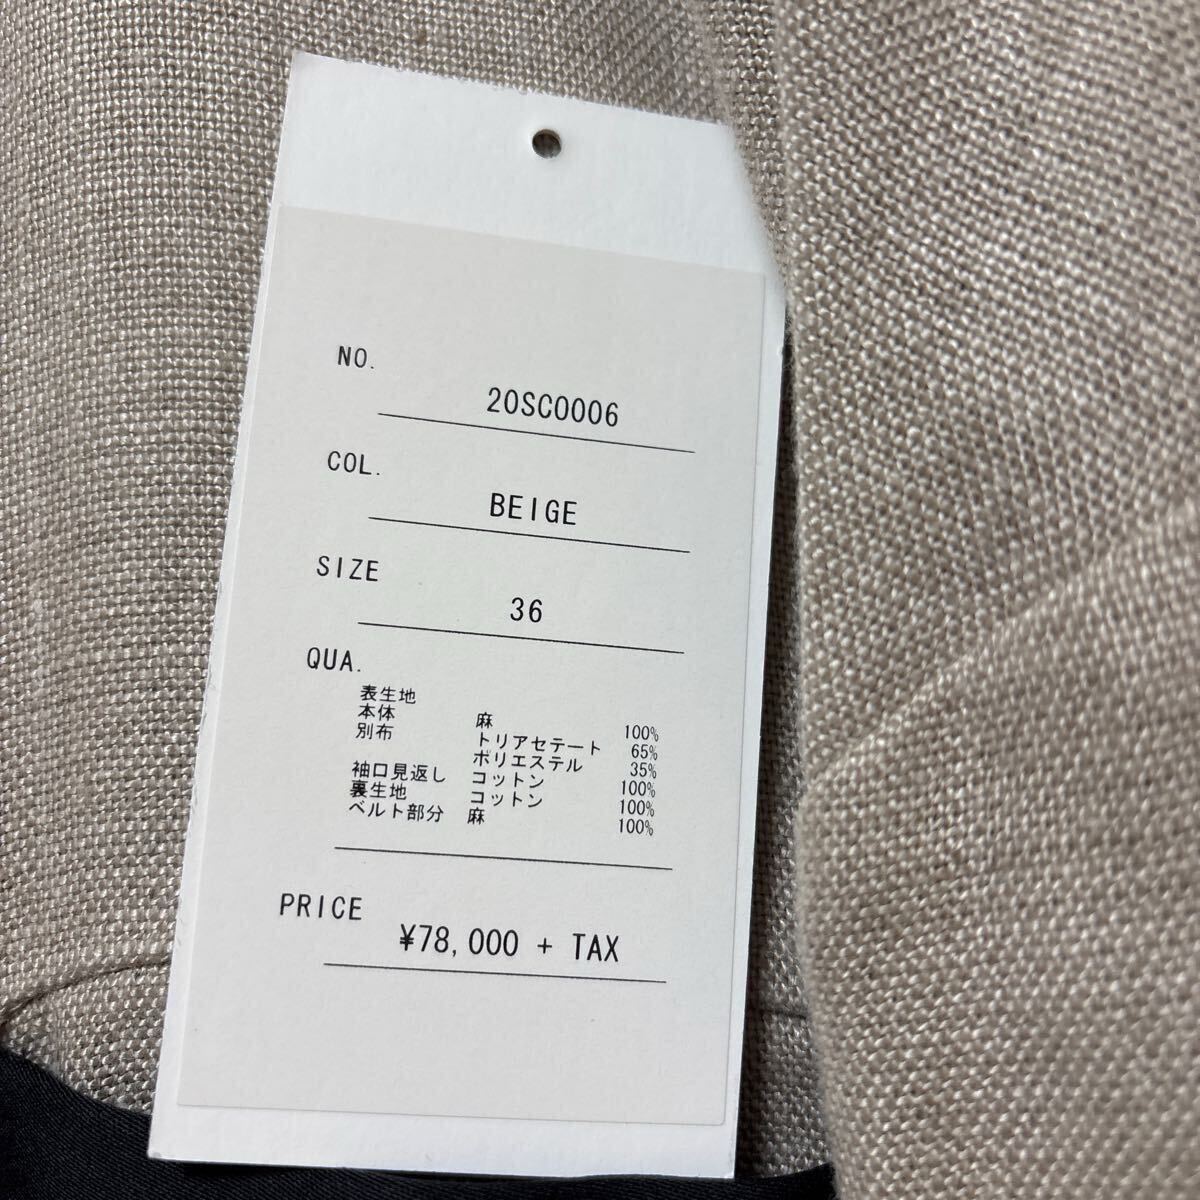 NO.
20SC0006
COL.
BEIGE
SIZE
36
QUA.
表生地
本体 麻 100%
別布 トリアセテート 65%
ポリエステル 35%
袖口見返し コットン 100%
裏生地 コットン 100%
ベルト部分 麻 100%
PRICE
¥78,000 + TAX